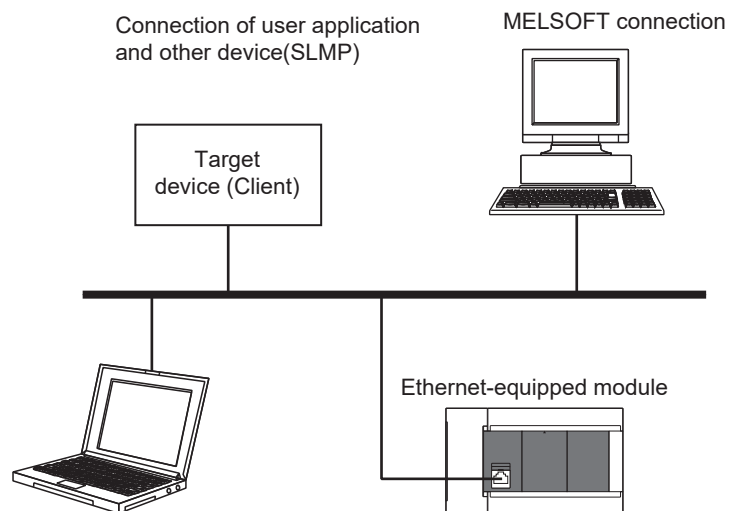 Connection of user application
and other device(SLMP)
MELSOFT connection
Target
device (Client)
Ethernet-equipped module